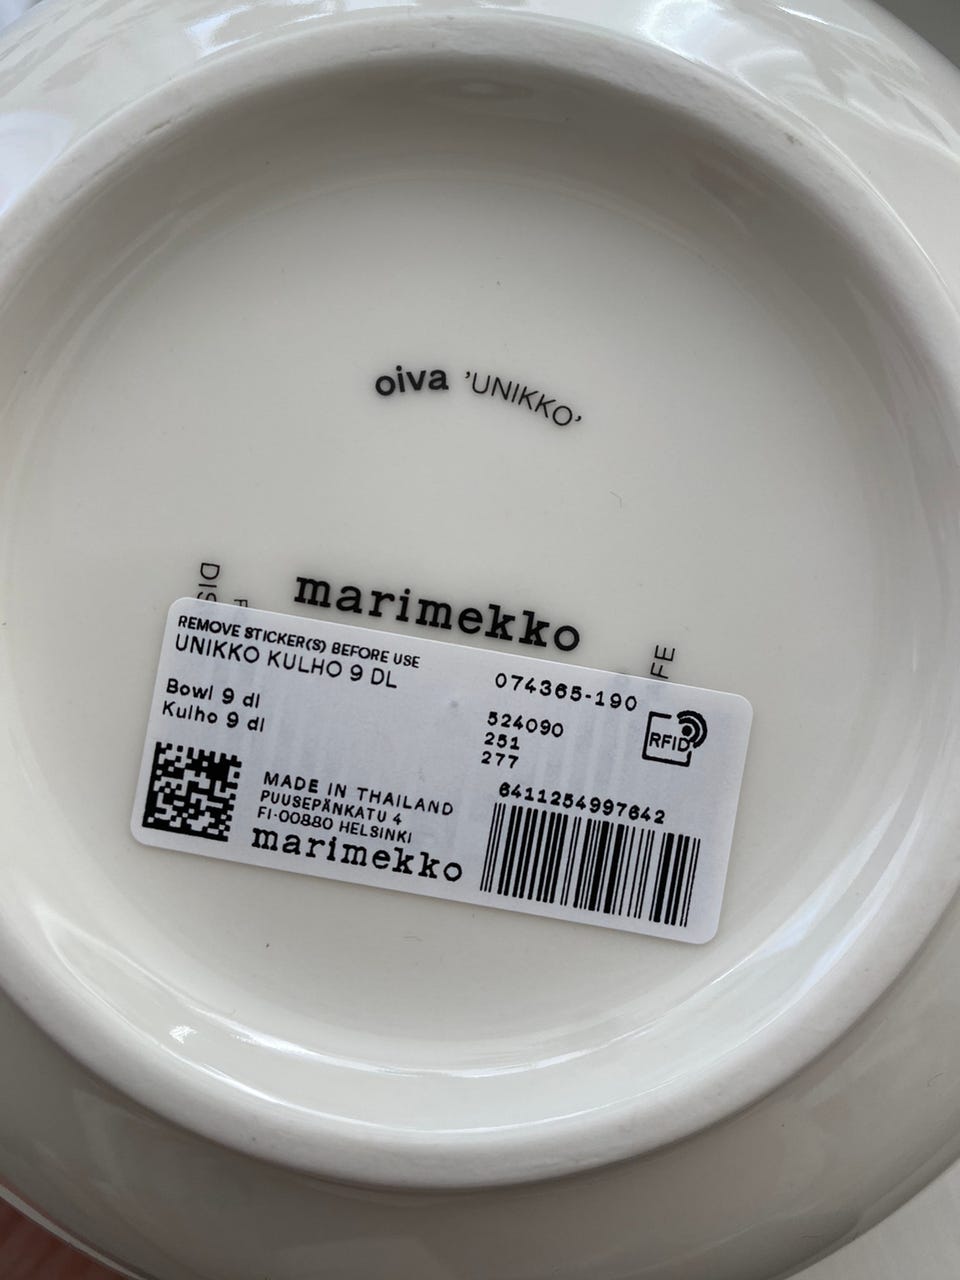 oiva 'UNIKKO'
marimekko
REMOVE STICKER(S) BEFORE USE
UNIKKO KULHO 9 DL
074365-190
Bowl 9 dl
Kulho 9 dl
524090
251
277
RFID
MADE IN THAILAND
PUUSEPÄNKATU 4
FI-00880 HELSINKI
marimekko
6411254997642